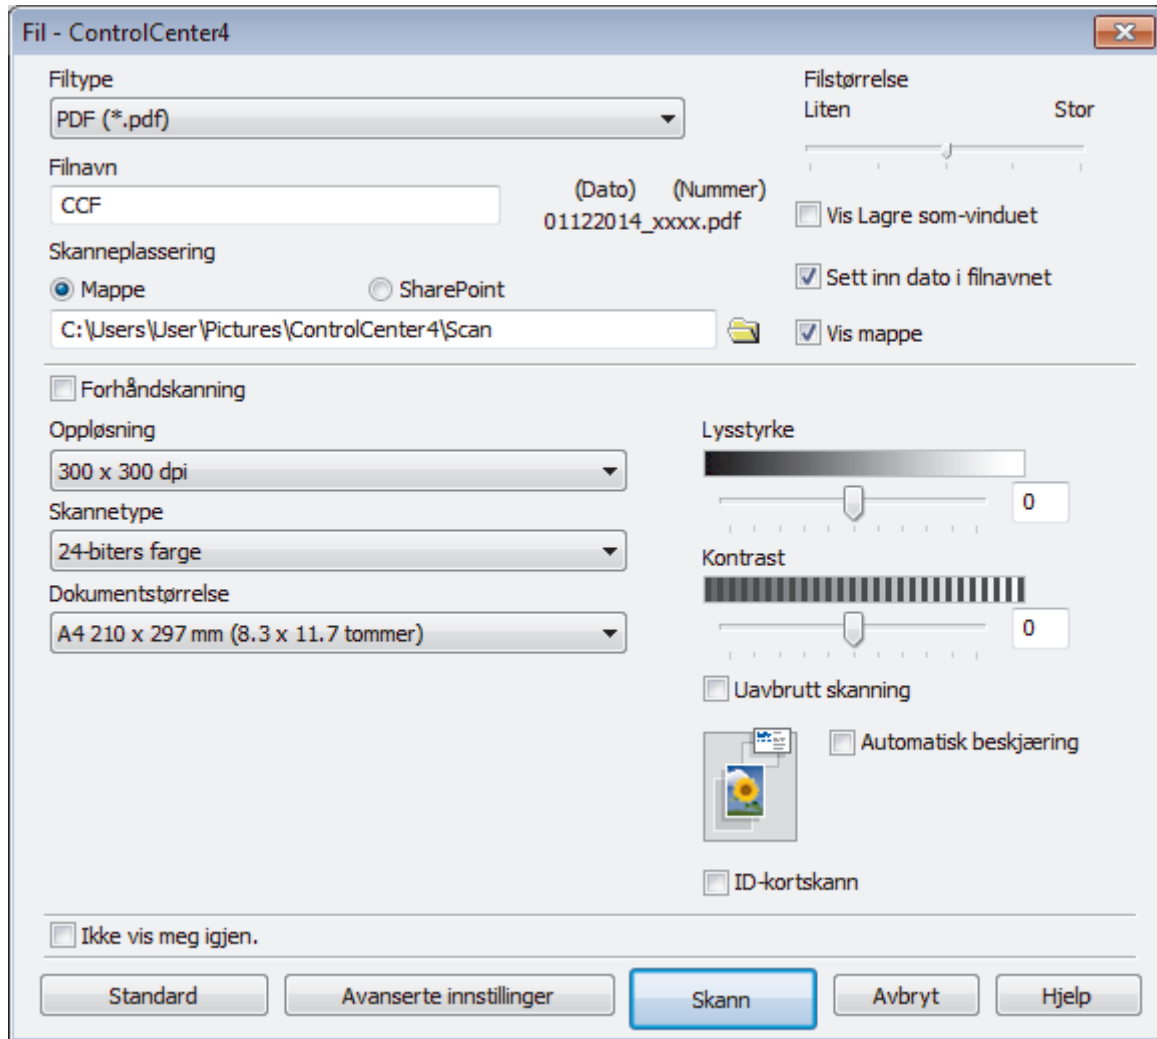 Fil - ControlCenter4
Filtype
PDF (*.pdf)
Filnavn
CCF
(Dato) (Nummer)
01122014_xxxx.pdf
Skanneplassering
Mappe
SharePoint
C:\Users\User\Pictures\ControlCenter4\Scan
Filstørrelse
Liten Stor
Vis Lagre som-vinduet
Sett inn dato i filnavnet
Vis mappe
Forhåndskanning
Oppløsning
300 x 300 dpi
Skannetype
24-biters farge
Dokumentstørrelse
A4 210 x 297 mm (8.3 x 11.7 tommer)
Lysstyrke
0
Kontrast
0
Uavbrutt skanning
Automatisk beskjæring
ID-kortskann
Ikke vis meg igjen.
Standard
Avanserte innstillinger
Skann
Avbryt
Hjelp